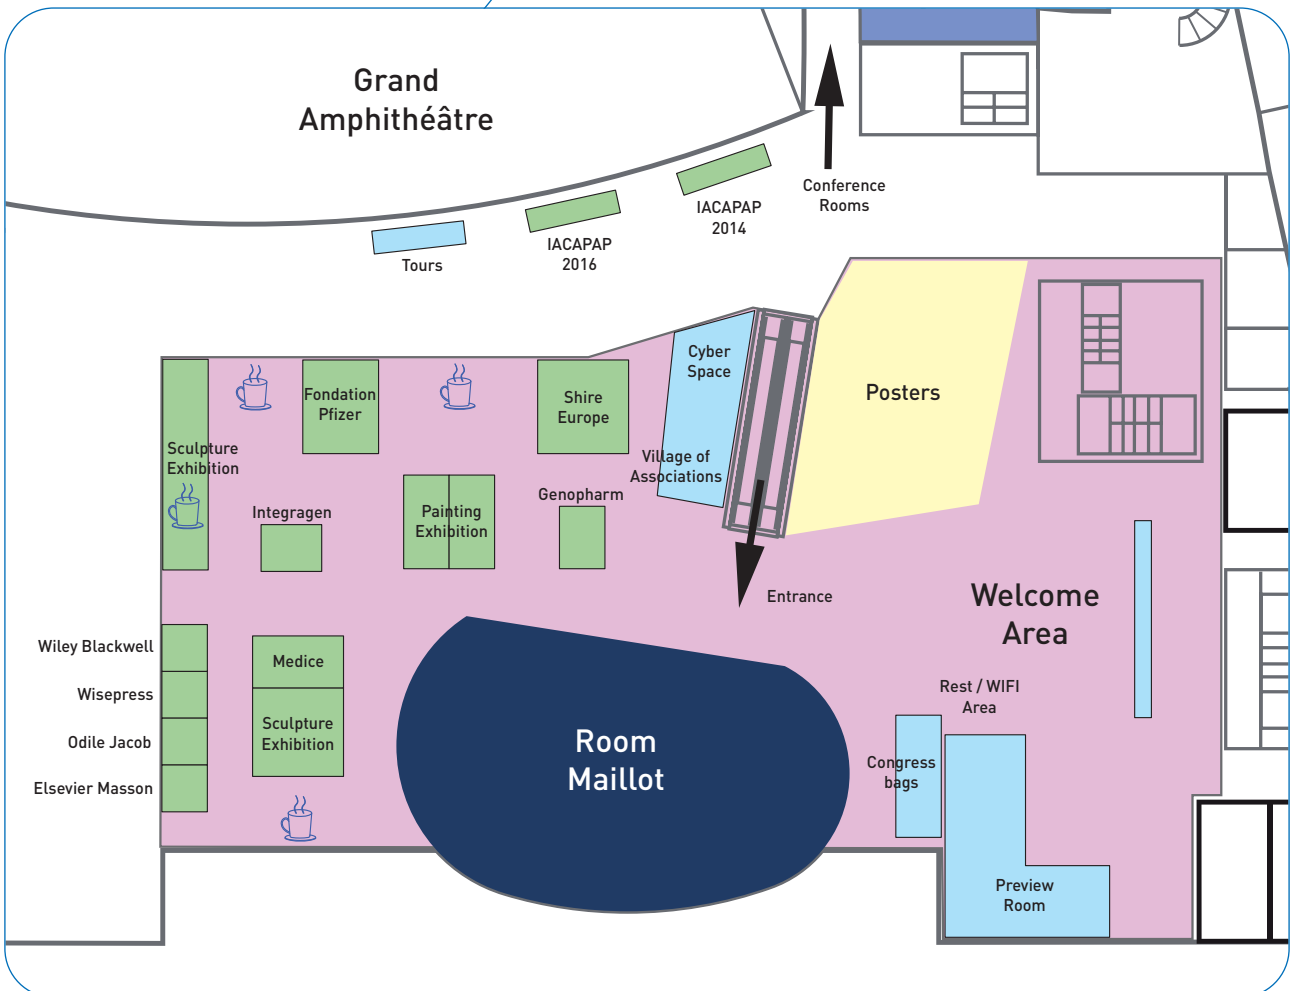 Grand
Amphithéâtre
Conference
Rooms
IACAPAP
2014
IACAPAP
2016
Tours
Cyber
Space
Posters
Fondation
Pfizer
Shire
Europe
Sculpture
Exhibition
Village of
Associations
Integragen
Painting
Exhibition
Genopharm
Entrance
Welcome
Area
Wiley Blackwell
Medice
Wisepress
Rest / WIFI
Area
Sculpture
Exhibition
Odile Jacob
Room
Maillot
Congress
bags
Elsevier Masson
Preview
Room